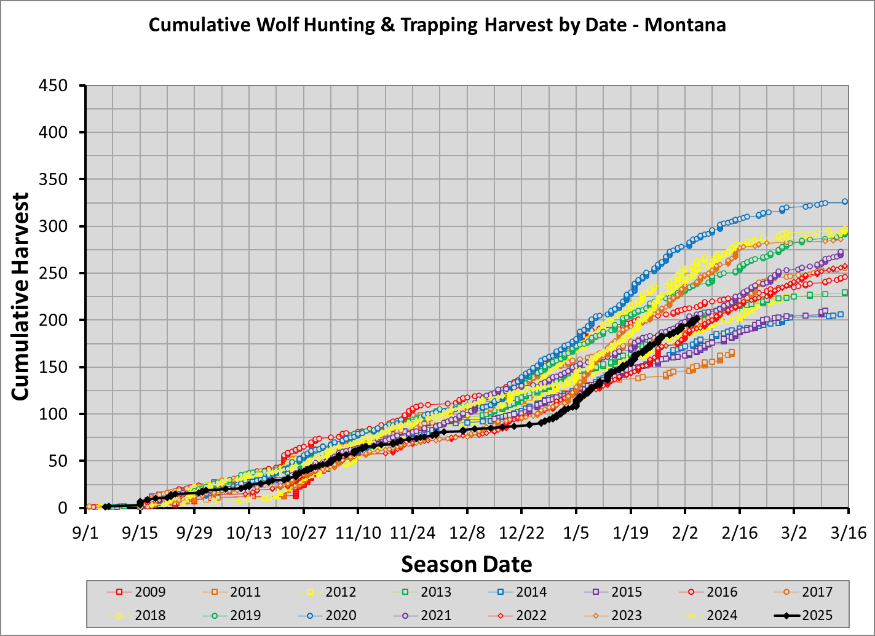 Cumulative Wolf Hunting & Trapping Harvest by Date - Montana
450
400
350
300
250
200
150
100
50
0
Cumulative Harvest
9/1 9/15 9/29 10/13 10/27 11/10 11/24 12/8 12/22 1/5 1/19 2/2 2/16 3/2 3/16
Season Date
2009 2011 2012 2013 2014 2015 2016 2017
2018 2019 2020 2021 2022 2023 2024 2025